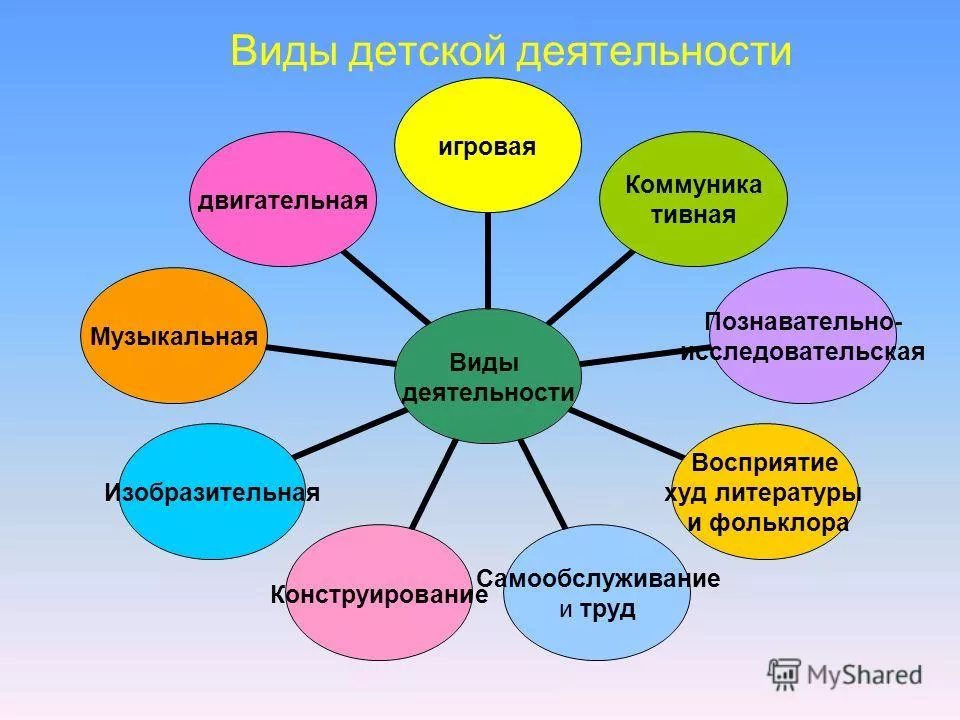 Виды детской деятельности
игровая
Коммуника
тивная
Познавательно-
исследовательская
Восприятие
худ литературы
и фольклора
Самообслуживание
и труд
Конструирование
Изобразительная
Музыкальная
двигательная
Виды
деятельности
MyShared